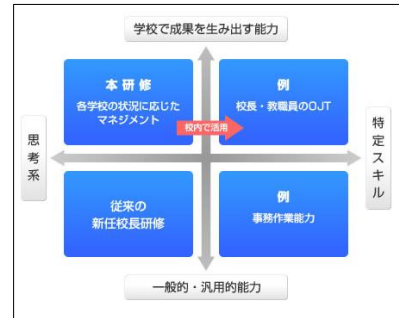 学校で成果を生み出す能力
本研修
各学校の状況に応じた
マネジメント
例
校長・教職員のOJT
校内で活用
思考系
特定スキル
従来の
新任校長研修
例
事務作業能力
一般的・汎用的能力